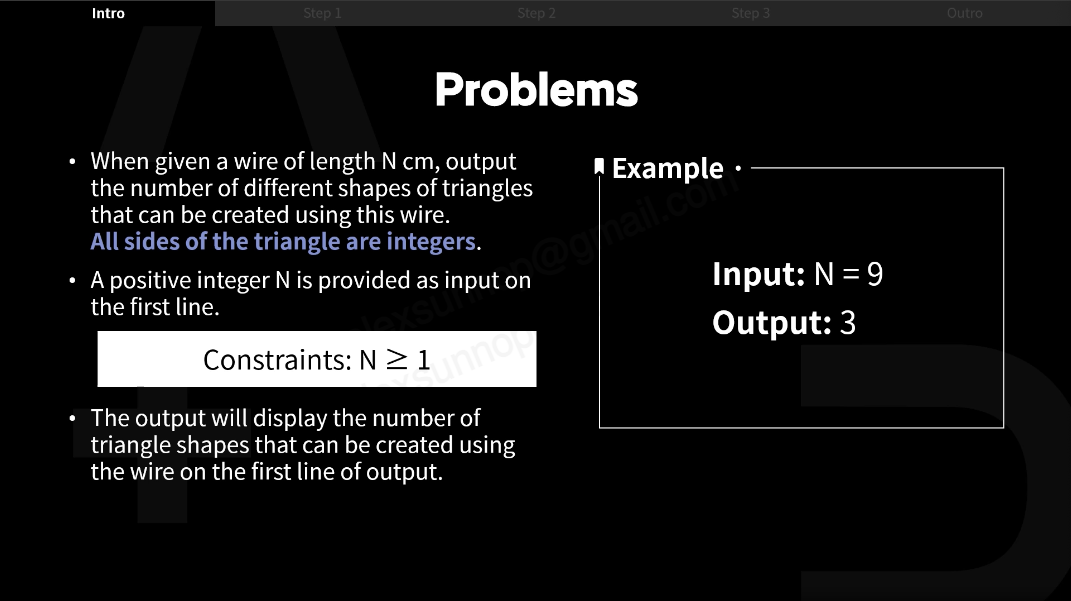 Intro
Step 1
Step 2
Step 3
Outro
Problems
• When given a wire of length N cm, output
the number of different shapes of triangles
that can be created using this wire.
All sides of the triangle are integers.
• A positive integer N is provided as input on
the first line.
Constraints: N ≥ 1
• The output will display the number of
triangle shapes that can be created using
the wire on the first line of output.
Example •
Input: N = 9
Output: 3